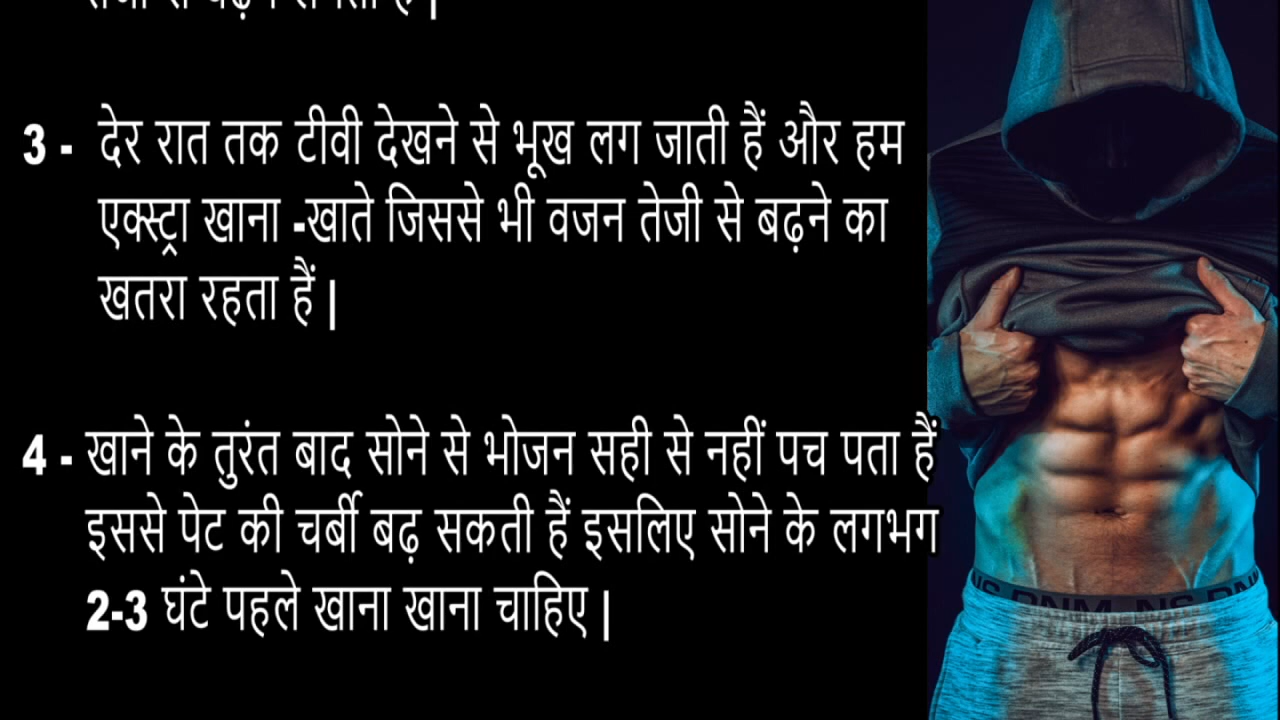 3 - देर रात तक टीवी देखने से भूख लग जाती हैं और हम
एक्स्ट्रा खाना -खाते जिससे भी वजन तेजी से बढ़ने का
खतरा रहता हैं |
4 - खाने के तुरंत बाद सोने से भोजन सही से नहीं पच पता हैं
इससे पेट की चर्बी बढ़ सकती हैं इसलिए सोने के लगभग
2-3 घंटे पहले खाना खाना चाहिए |